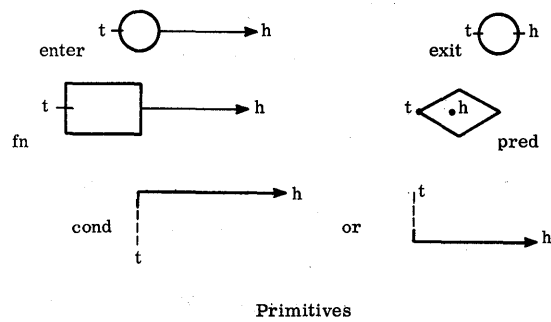 t h
enter
t h
exit
t h
fn
t h
pred
h
cond
t
or
t
h
Primitives